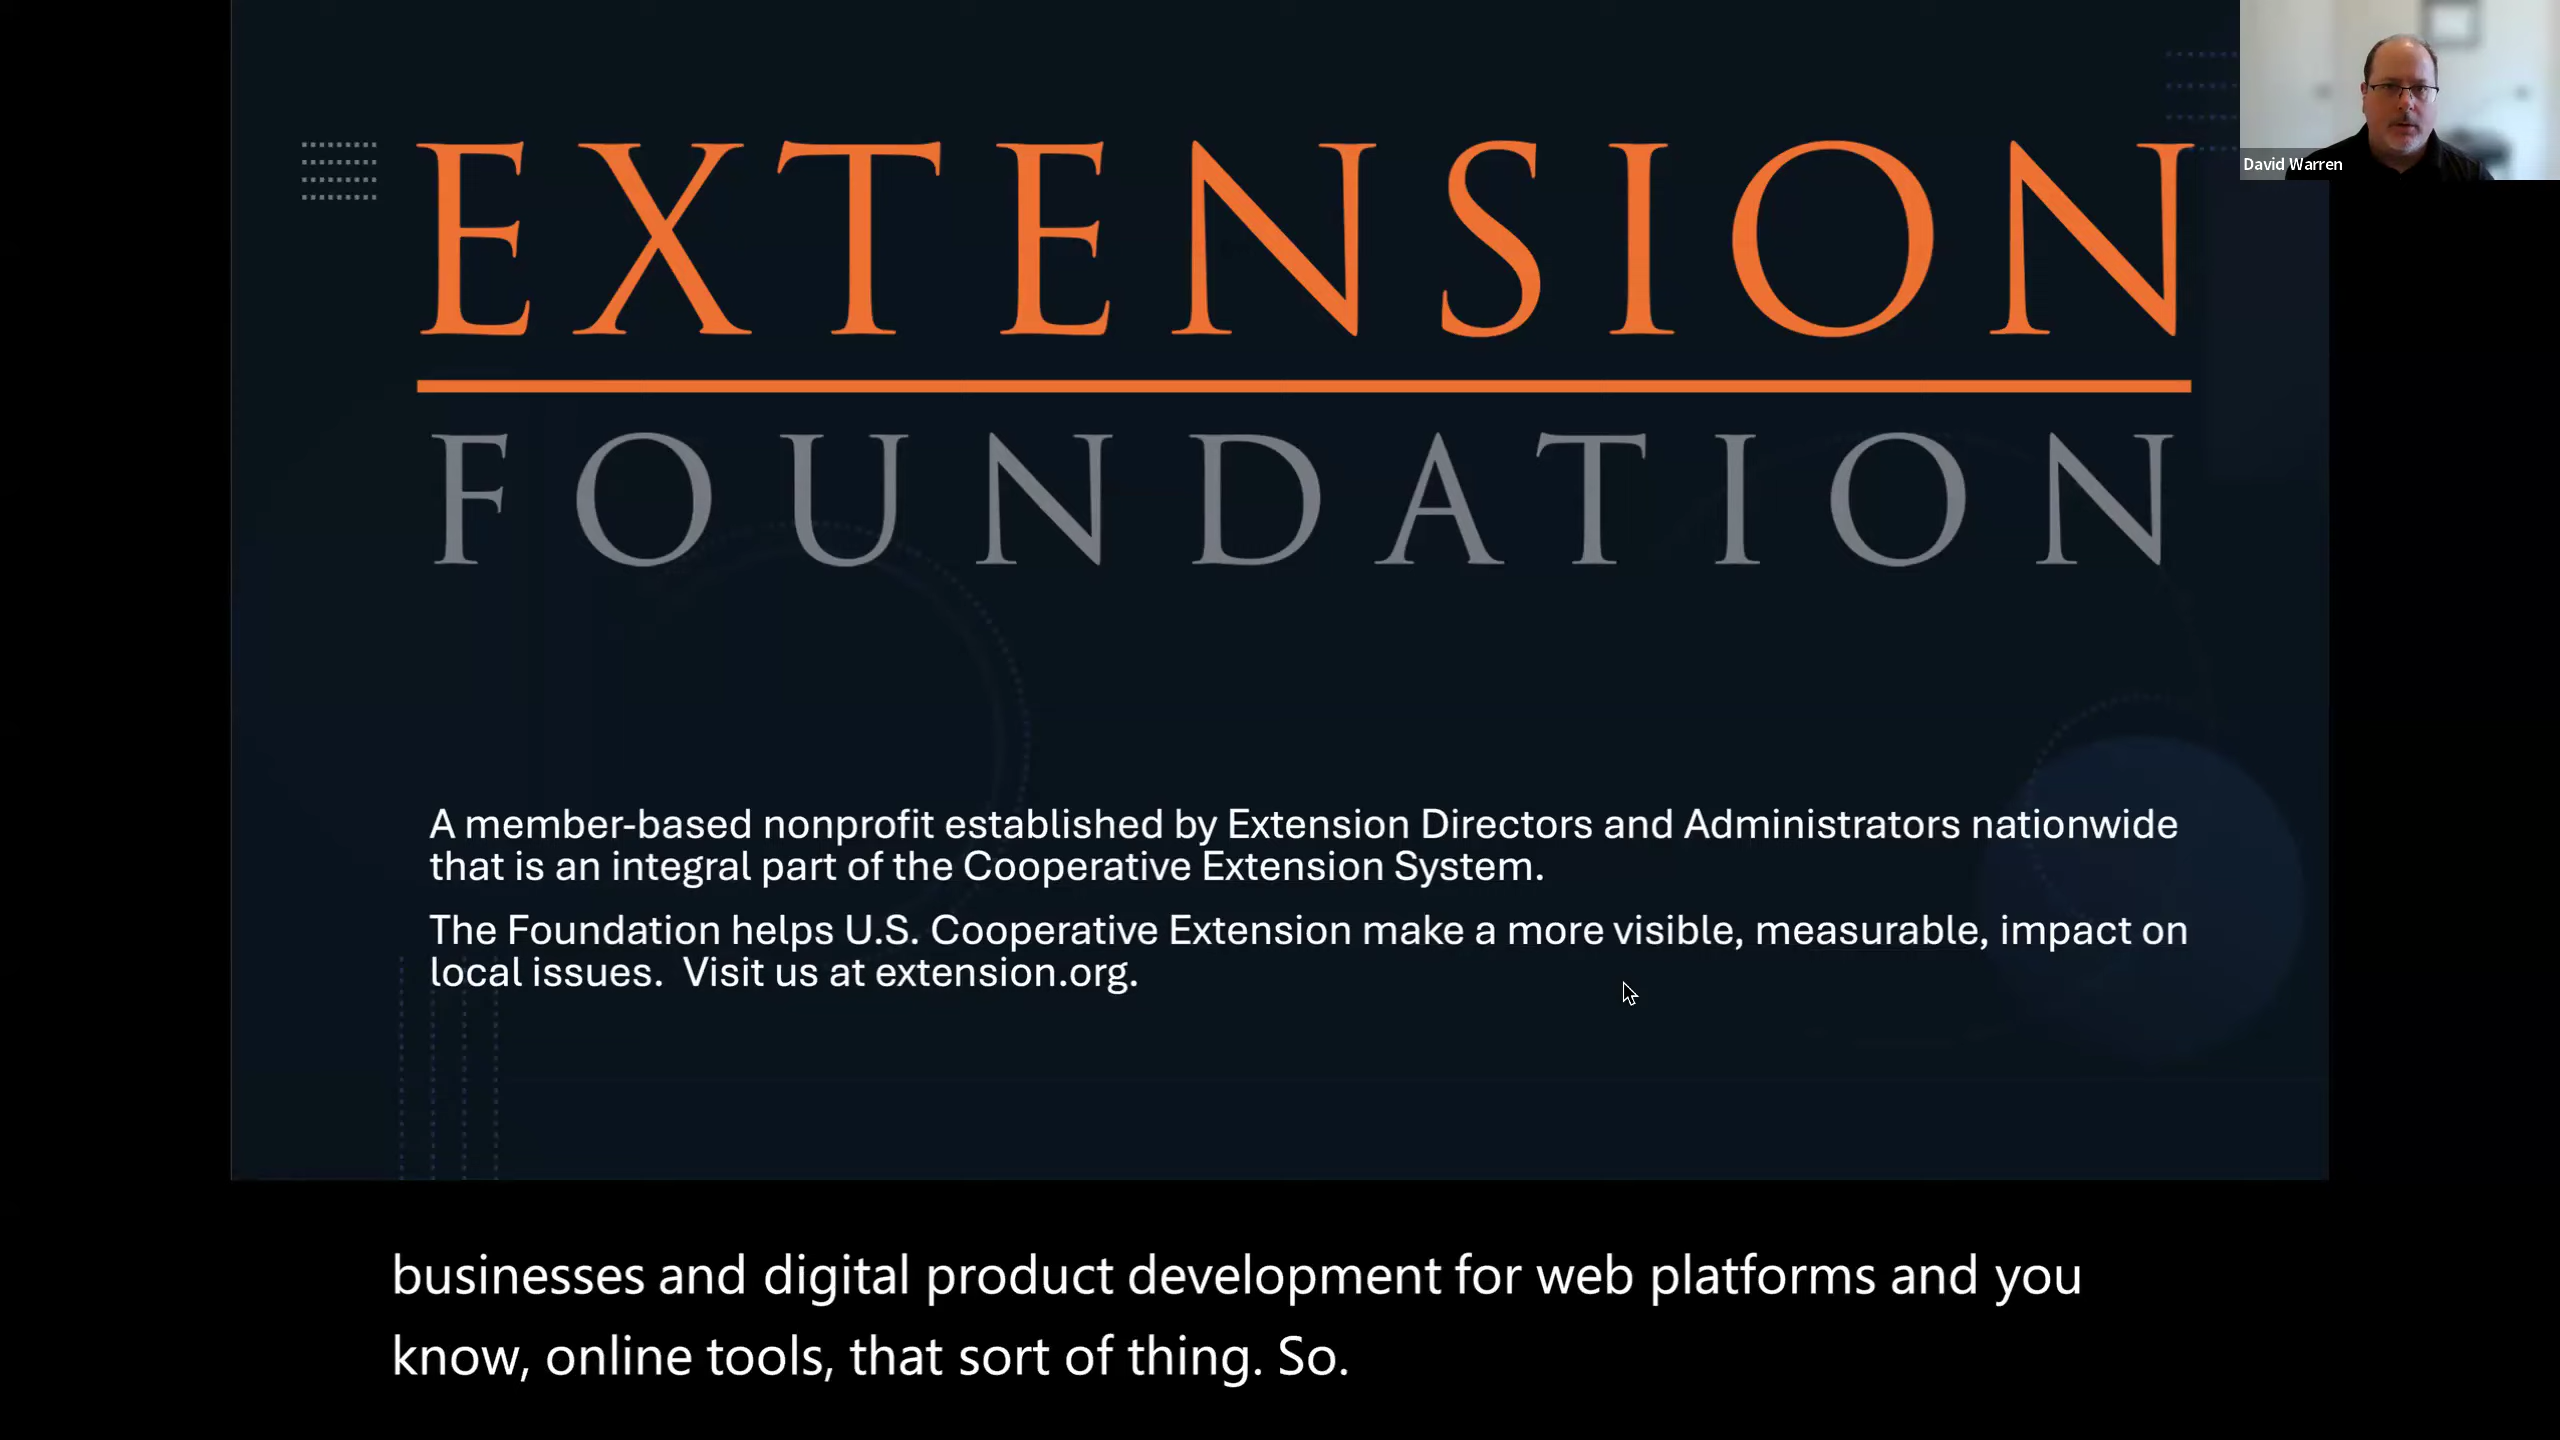 EXTENSION
FOUNDATION
David Warren
A member-based nonprofit established by Extension Directors and Administrators nationwide
that is an integral part of the Cooperative Extension System.
The Foundation helps U.S. Cooperative Extension make a more visible, measurable, impact on
local issues.  Visit us at extension.org.
businesses and digital product development for web platforms and you
know, online tools, that sort of thing. So.